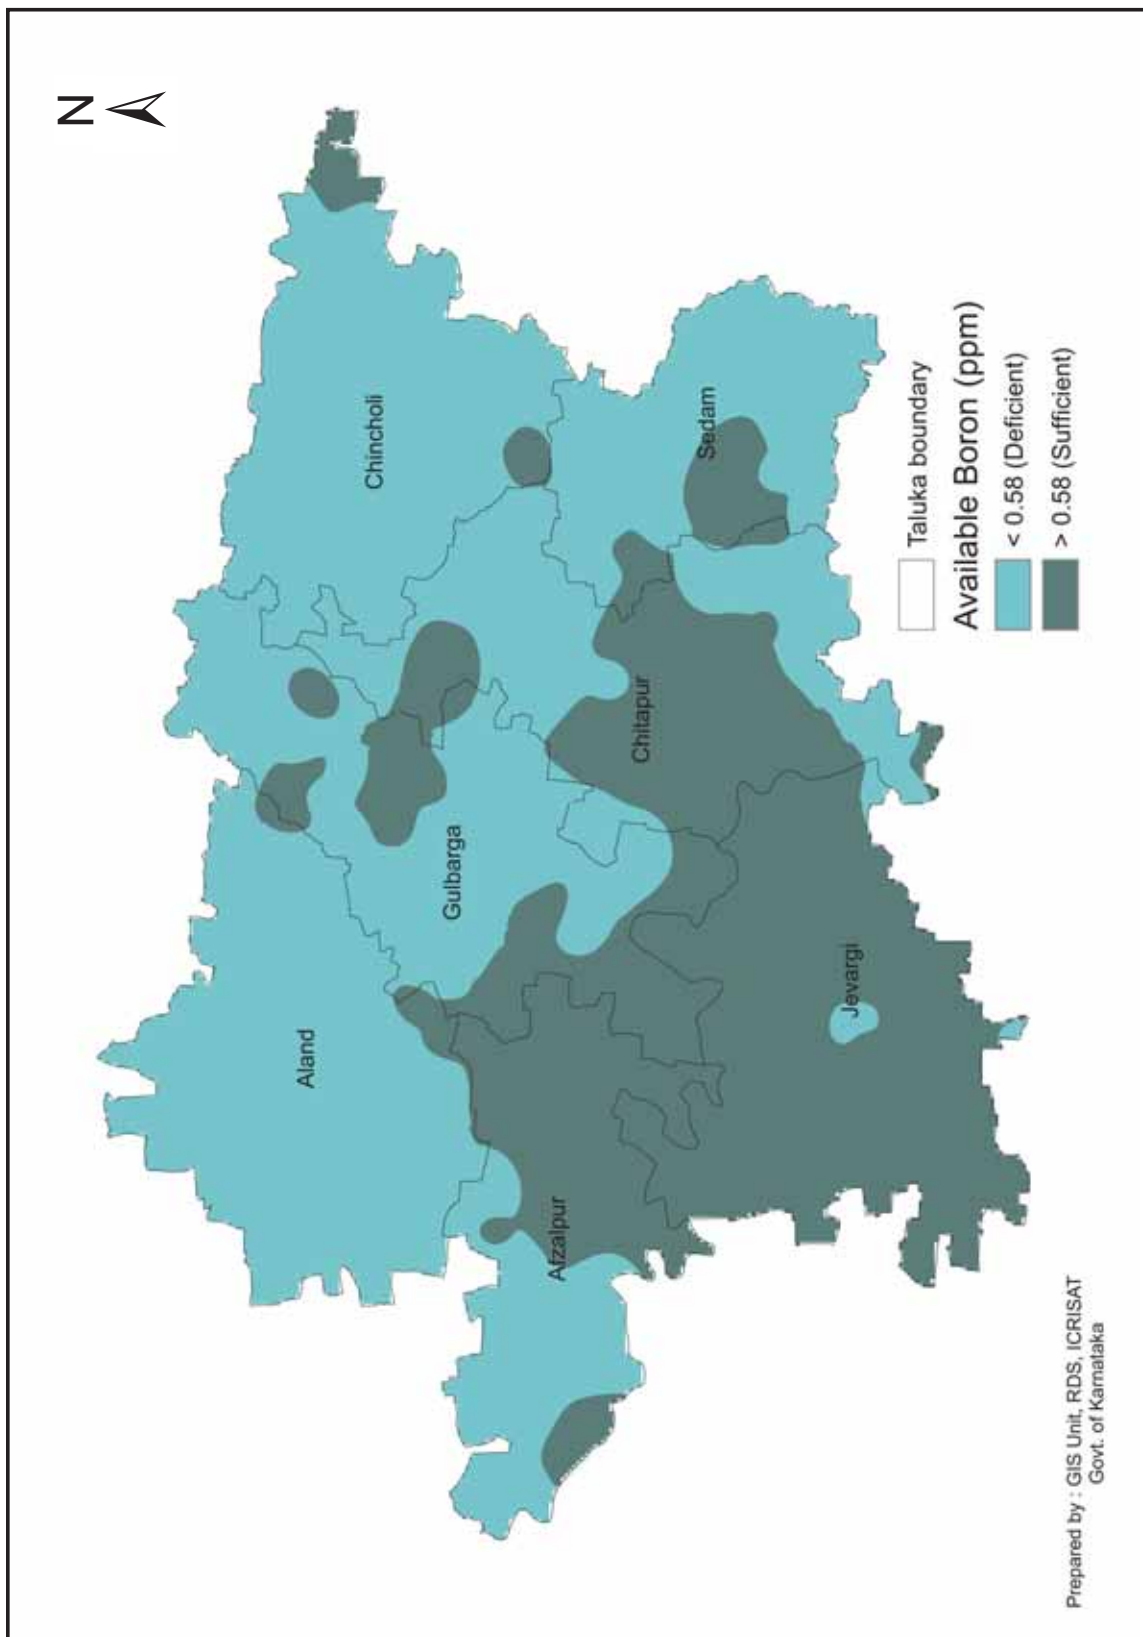 N
Chincholi
Aland
Gulbarga
Sedam
Chitapur
Afzalpur
Jevargi
Taluka boundary
Available Boron (ppm)
< 0.58 (Deficient)
> 0.58 (Sufficient)
Prepared by : GIS Unit, RDS, ICRISAT
Govt. of Karnataka